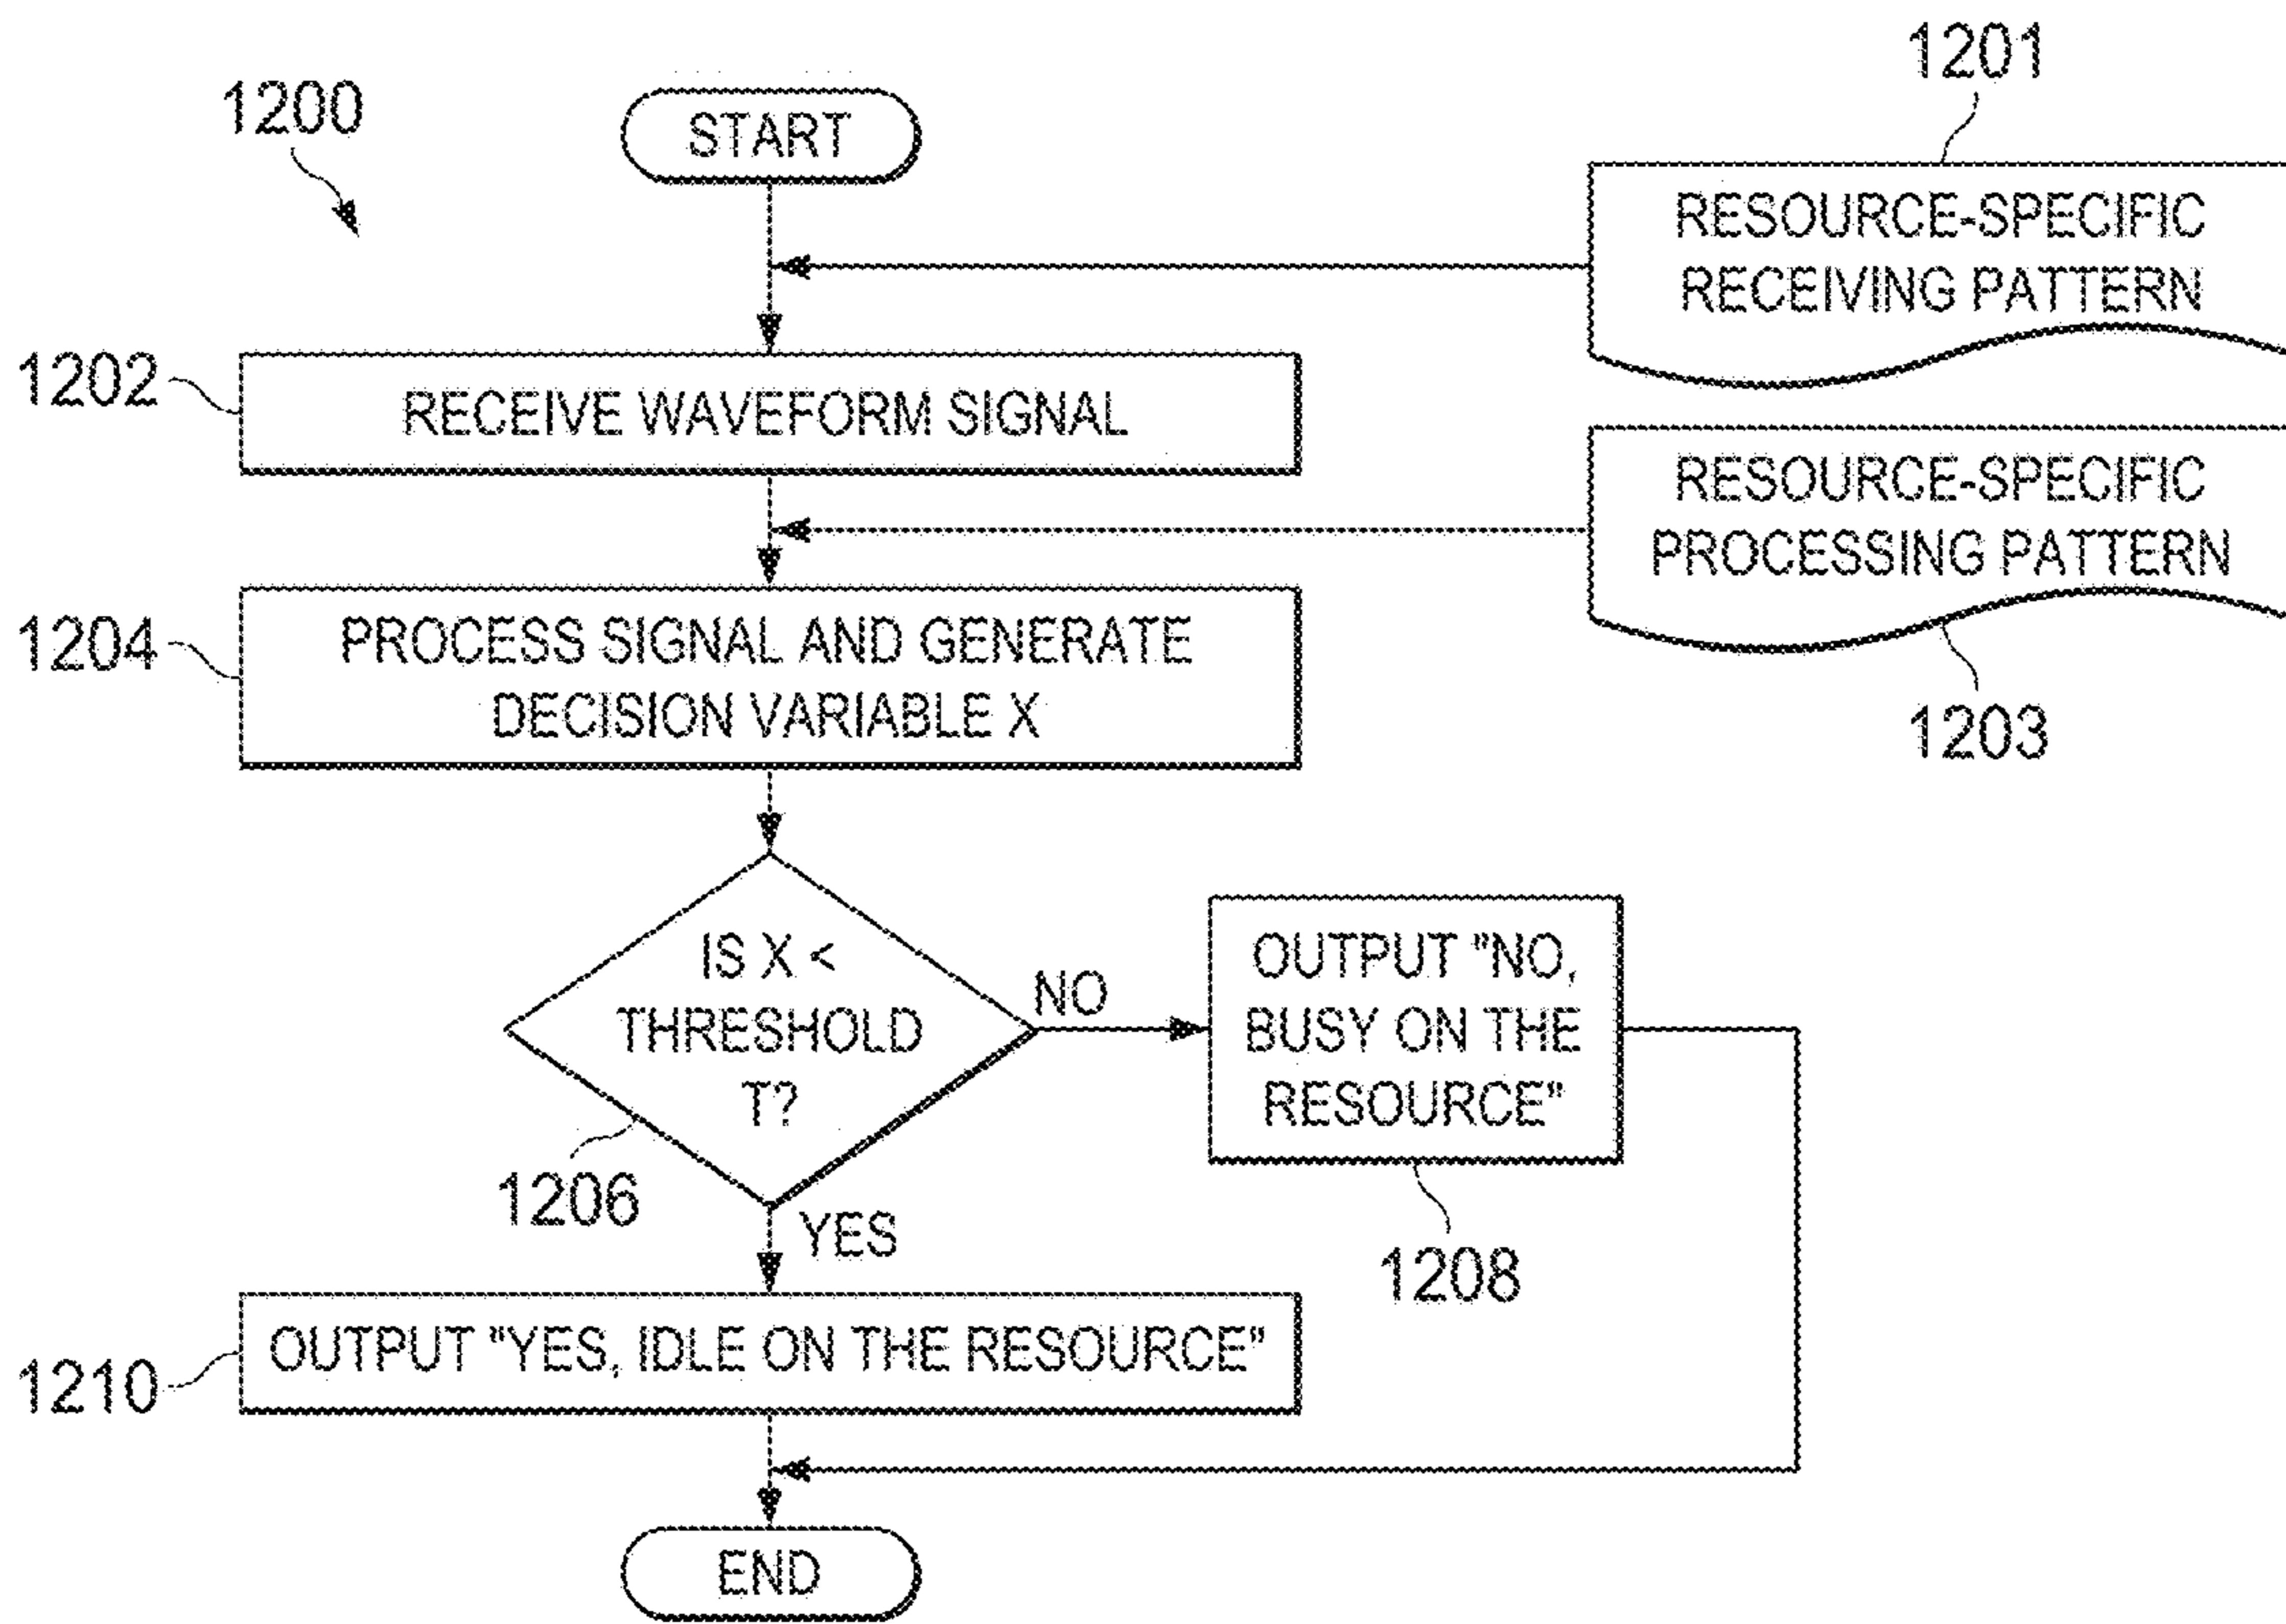 1200
START
1201
RESOURCE-SPECIFIC
RECEIVING PATTERN
1202
RECEIVE WAVEFORM SIGNAL
RESOURCE-SPECIFIC
PROCESSING PATTERN
1203
1204
PROCESS SIGNAL AND GENERATE
DECISION VARIABLE X
IS X <
THRESHOLD
T?
1206
NO
OUTPUT "NO,
BUSY ON THE
RESOURCE"
1208
YES
1210
OUTPUT "YES, IDLE ON THE RESOURCE"
END